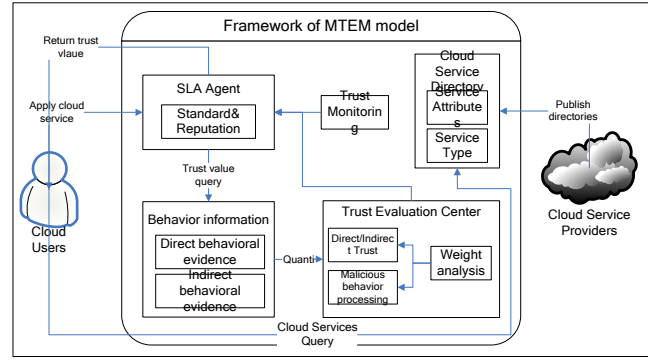 Framework of MTEM model
Return trust
vlaue
Cloud
Service
Directory
SLA Agent
Service
Attribute
s
Trust
Monitorin
g
Publish
directories
Apply cloud
service
Standard&
Reputation
Service
Type
Trust value
query
Cloud
Users
Behavior information
Trust Evaluation Center
Cloud Service
Providers
Direct behavioral
evidence
Direct/Indirec
t Trust
Quanti
Weight
analysis
Indirect
behavioral
evidence
Malicious
behavior
processing
Cloud Services
Query